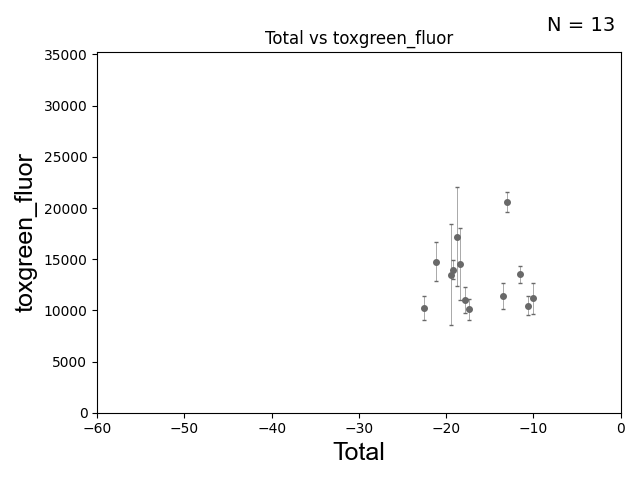 N = 13
Total vs toxgreen_fluor
35000
30000
25000
20000
15000
10000
5000
0
toxgreen_fluor
−60 −50 −40 −30 −20 −10 0
Total